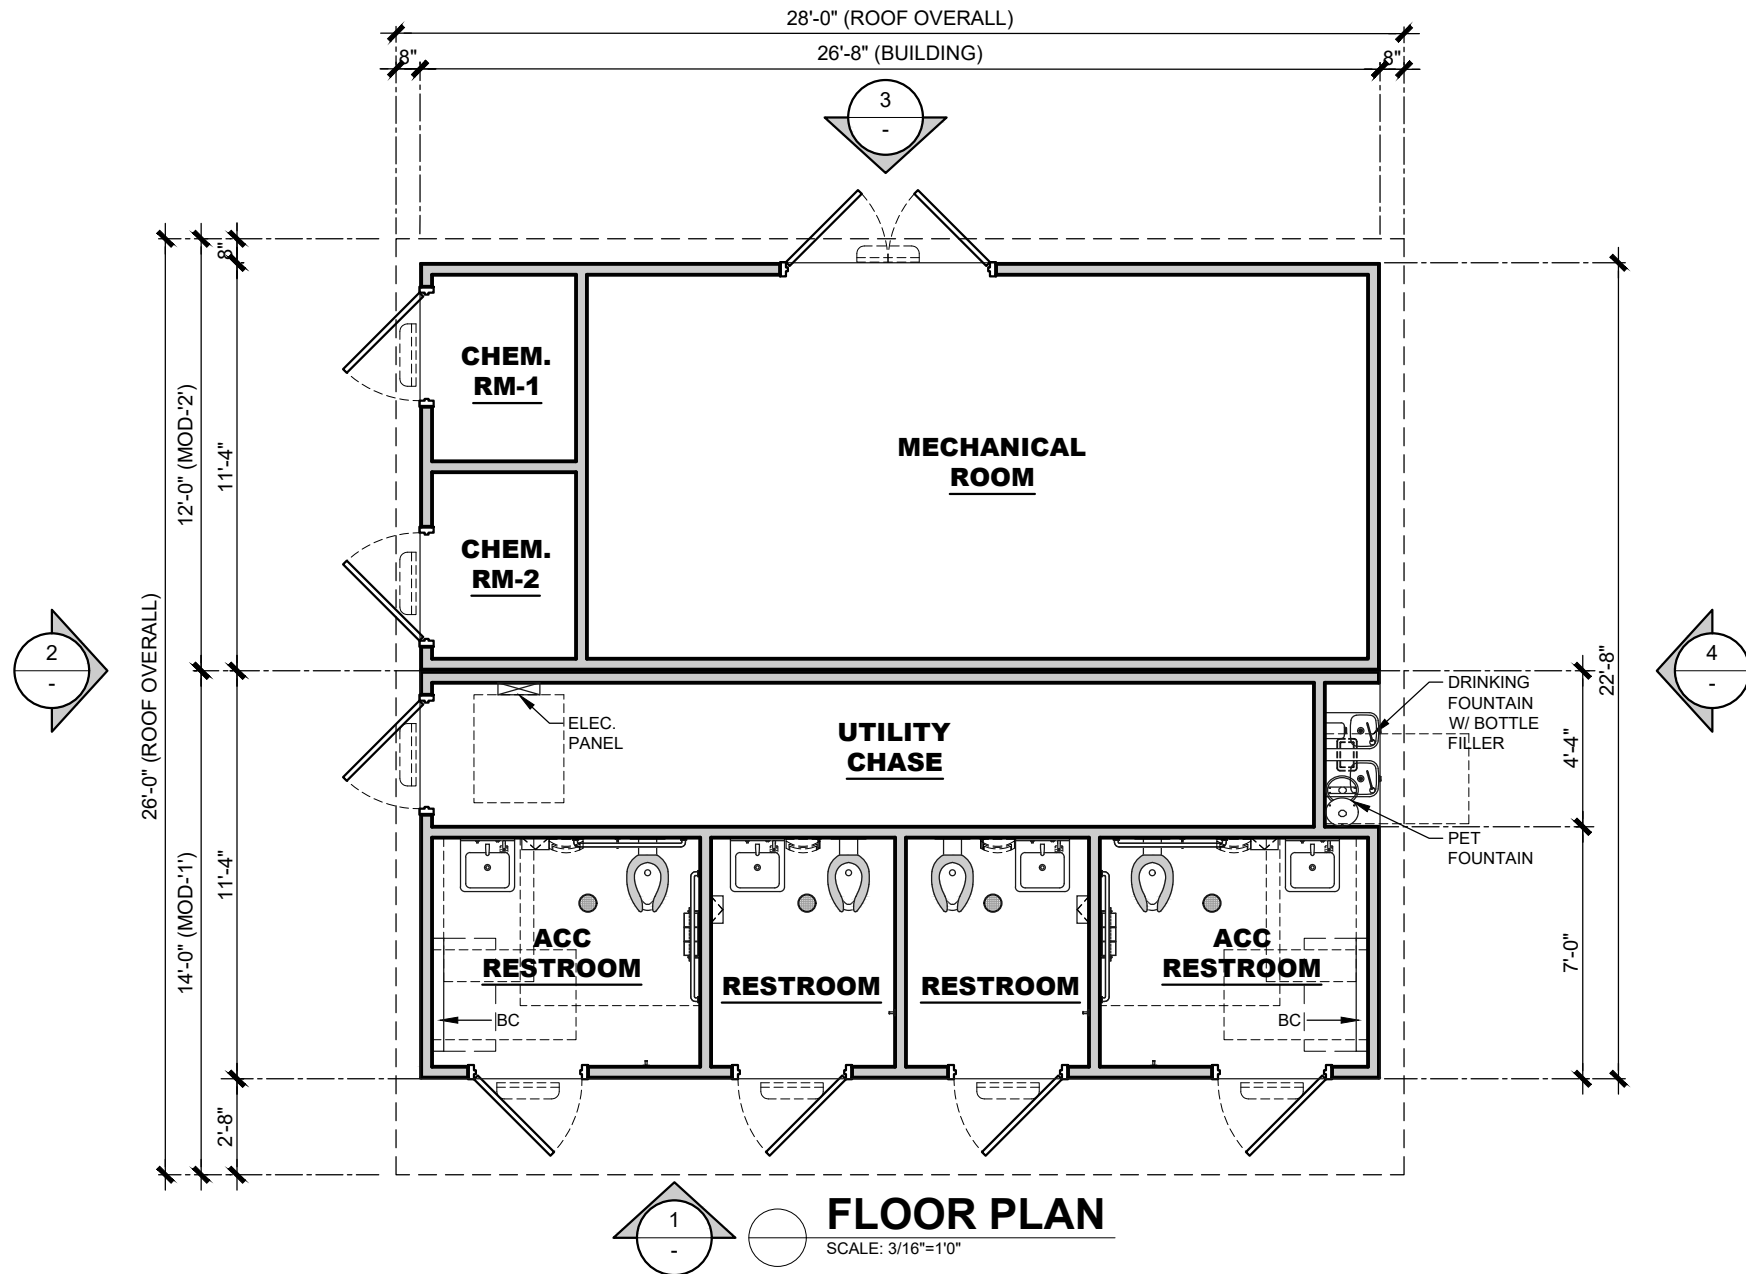 28'-0" (ROOF OVERALL)
8"
26'-8" (BUILDING)
8"
3
-
8"
CHEM.
RM-1
MECHANICAL
ROOM
12'-0" (MOD-'2')
11'-4"
CHEM.
RM-2
26'-0" (ROOF OVERALL)
2
-
4
-
22'-8"
DRINKING
FOUNTAIN
W/ BOTTLE
FILLER
ELEC.
PANEL
UTILITY
CHASE
4'-4"
PET
FOUNTAIN
14'-0" (MOD-'1')
11'-4"
ACC
RESTROOM
RESTROOM
RESTROOM
ACC
RESTROOM
7'-0"
BC
BC
2'-8"
1
-
FLOOR PLAN
SCALE: 3/16"=1'0"